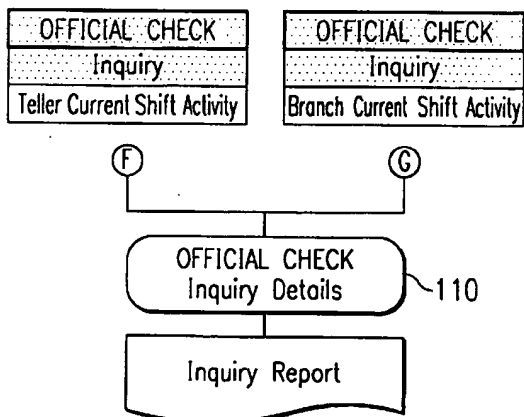 OFFICIAL CHECK
Inquiry
Teller Current Shift Activity
OFFICIAL CHECK
Inquiry
Branch Current Shift Activity
F
G
OFFICIAL CHECK
Inquiry Details
110
Inquiry Report